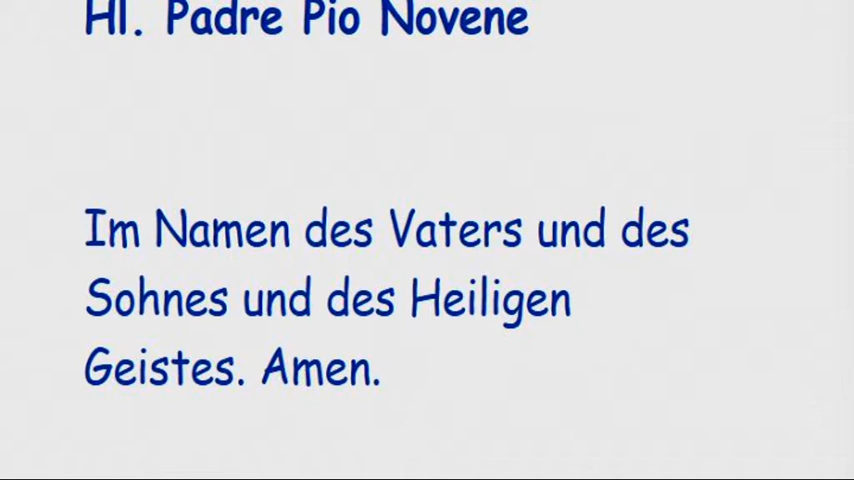 Hl. Padre Pio Novene
Im Namen des Vaters und des
Sohnes und des Heiligen
Geistes. Amen.